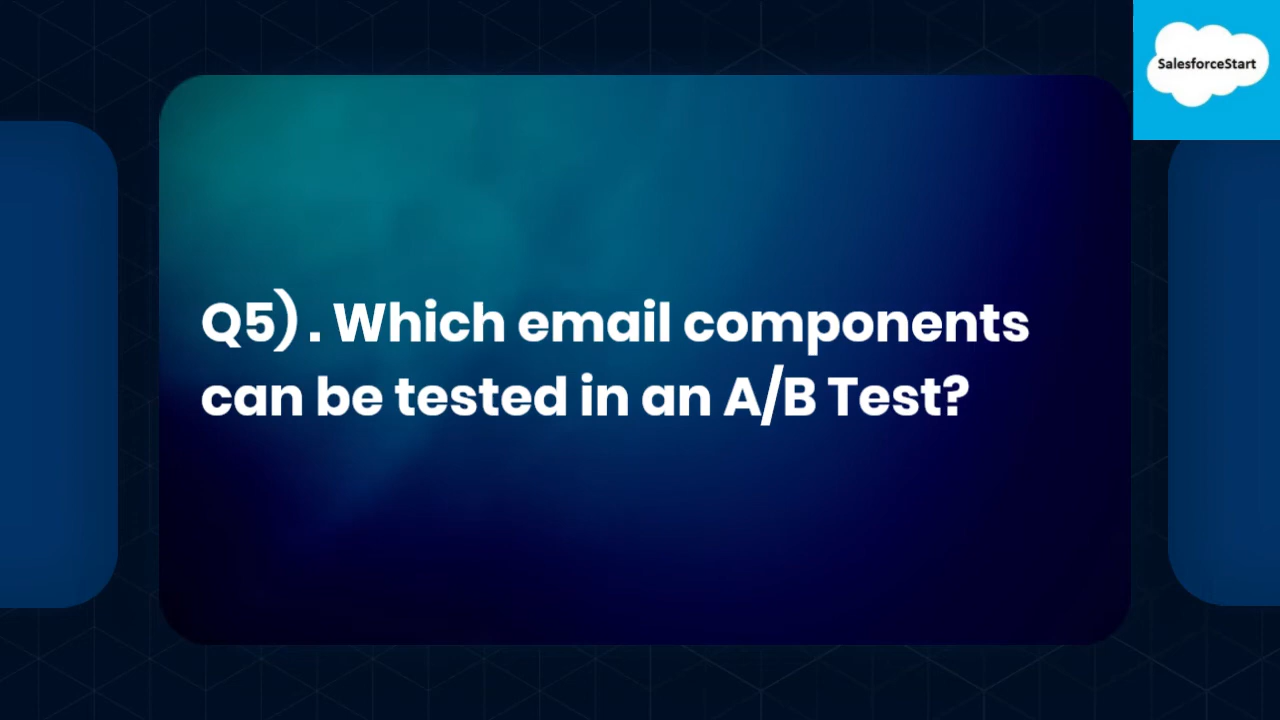 SalesforceStart
Q5) . Which email components
can be tested in an A/B Test?